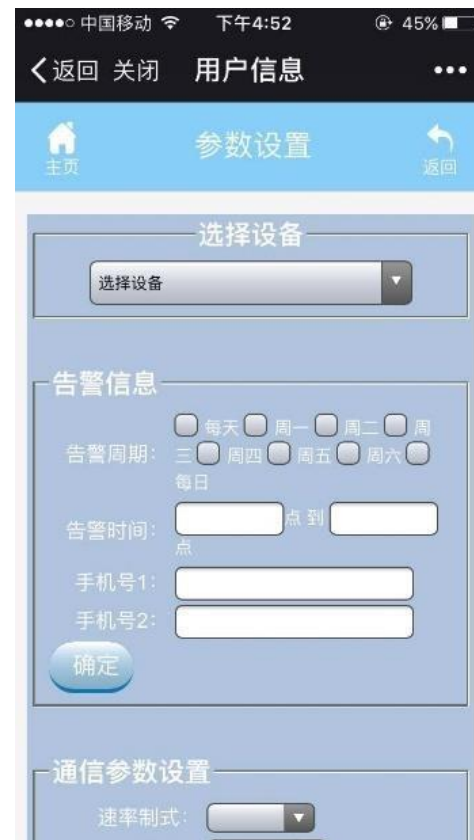 中国移动 下午4:52 45%
返回 关闭 用户信息
参数设置
主页 返回
选择设备
选择设备
告警信息
告警周期: 每天 周一 周二 周
三 周四 周五 周六
每日
告警时间: 点 到
点
手机号1:
手机号2:
确定
通信参数设置
速率制式: